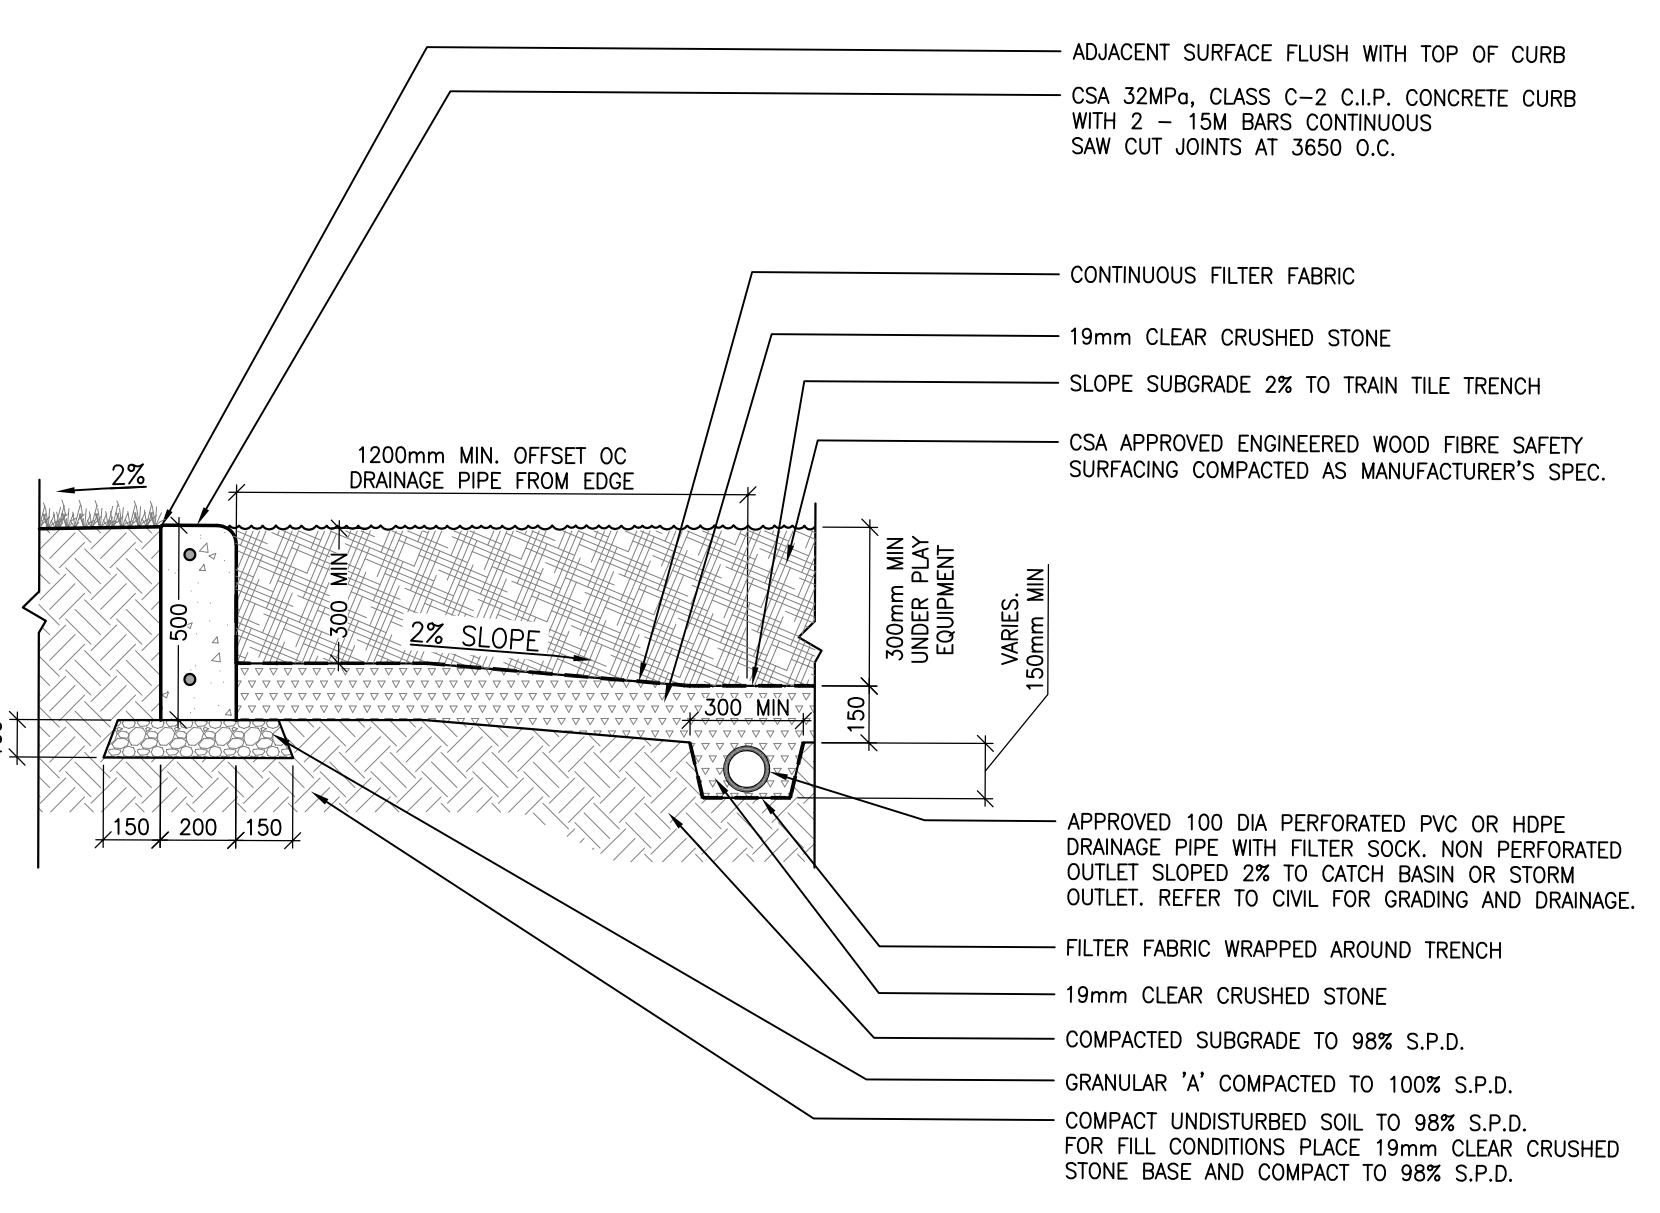 ADJACENT SURFACE FLUSH WITH TOP OF CURB
CSA 32MPa, CLASS C-2 C.I.P. CONCRETE CURB
WITH 2 - 15M BARS CONTINUOUS
SAW CUT JOINTS AT 3650 O.C.
CONTINUOUS FILTER FABRIC
19mm CLEAR CRUSHED STONE
SLOPE SUBGRADE 2% TO TRAIN TILE TRENCH
CSA APPROVED ENGINEERED WOOD FIBRE SAFETY
SURFACING COMPACTED AS MANUFACTURER'S SPEC.
1200mm MIN. OFFSET OC
DRAINAGE PIPE FROM EDGE
2%
500
300 MIN
2% SLOPE
300mm MIN
UNDER PLAY
EQUIPMENT
VARIES.
150mm MIN
300 MIN
150
150
200
150
APPROVED 100 DIA PERFORATED PVC OR HDPE
DRAINAGE PIPE WITH FILTER SOCK. NON PERFORATED
OUTLET SLOPED 2% TO CATCH BASIN OR STORM
OUTLET. REFER TO CIVIL FOR GRADING AND DRAINAGE.
FILTER FABRIC WRAPPED AROUND TRENCH
19mm CLEAR CRUSHED STONE
COMPACTED SUBGRADE TO 98% S.P.D.
GRANULAR 'A' COMPACTED TO 100% S.P.D.
COMPACT UNDISTURBED SOIL TO 98% S.P.D.
FOR FILL CONDITIONS PLACE 19mm CLEAR CRUSHED
STONE BASE AND COMPACT TO 98% S.P.D.